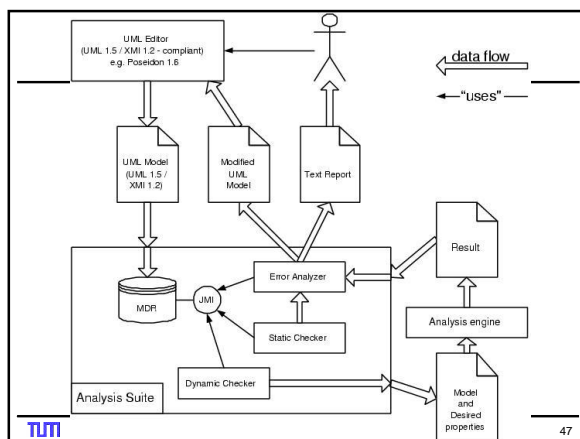 UML Editor
(UML 1.5 / XMI 1.2 - compliant)
e.g. Poseidon 1.6
data flow
"uses"
UML Model
(UML 1.5 /
XMI 1.2)
Modified
UML
Model
Text Report
Result
MDR
JMI
Error Analyzer
Static Checker
Analysis engine
Dynamic Checker
Analysis Suite
Model
and
Desired
properties
TUM
47